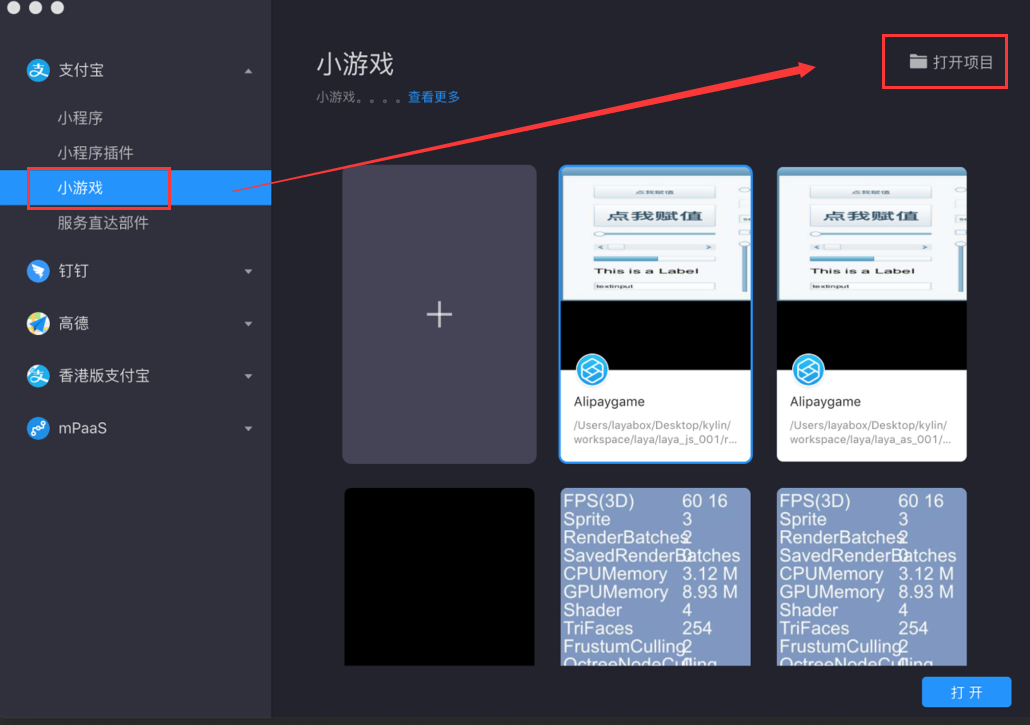 支付宝
小程序
小程序插件
小游戏
服务直达部件
钉钉
高德
香港版支付宝
mPaaS
小游戏
打开项目
小游戏。。。。查看更多
点我赋值
点我赋值
This is a Label
textinput
Alipaygame
/Users/layabox/Desktop/kylin/
workspace/laya/laya_js_001/r...
点我赋值
点我赋值
This is a Label
textinput
Alipaygame
/Users/layabox/Desktop/kylin/
workspace/laya/laya_as_001/...
FPS(3D) 60 16
Sprite 3
RenderBatches 2
SavedRenderBatches 0
CPUMemory 3.12 M
GPUMemory 8.93 M
Shader 4
TriFaces 254
FrustumCulling 2
OctreeNodeCulling
FPS(3D) 60 16
Sprite 3
RenderBatches 2
SavedRenderBatches 0
CPUMemory 3.12 M
GPUMemory 8.93 M
Shader 4
TriFaces 254
FrustumCulling 2
OctreeNodeCulling
打 开